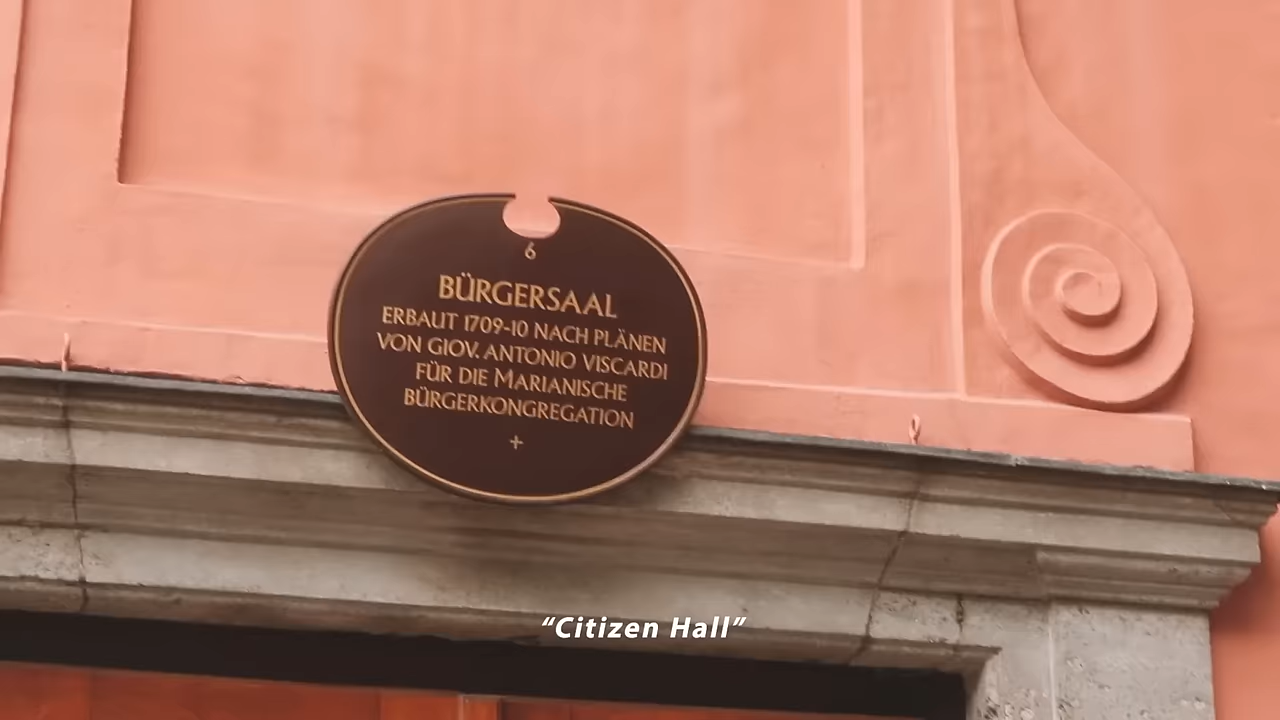 6
BÜRGERSAAL
ERBAUT 1709-10 NACH PLÄNEN
VON GIOV. ANTONIO VISCARDI
FÜR DIE MARIANISCHE
BÜRGERKONGREGATION
+
“Citizen Hall”